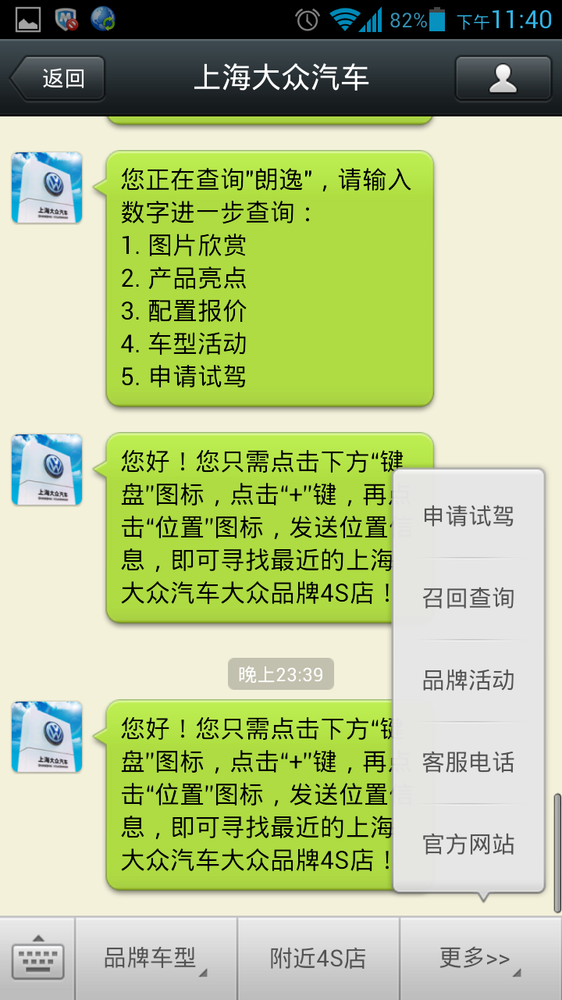 82% 下午11:40
返回 上海大众汽车
上海大众汽车
您正在查询"朗逸"，请输入
数字进一步查询：
1. 图片欣赏
2. 产品亮点
3. 配置报价
4. 车型活动
5. 申请试驾
上海大众汽车
您好！您只需点击下方“键
盘”图标，点击“+”键，再点
击“位置”图标，发送位置信
息，即可寻找最近的上海
大众汽车大众品牌4S店！
晚上23:39
上海大众汽车
您好！您只需点击下方“键
盘”图标，点击“+”键，再点
击“位置”图标，发送位置信
息，即可寻找最近的上海
大众汽车大众品牌4S店！
申请试驾
召回查询
品牌活动
客服电话
官方网站
品牌车型 附近4S店 更多>>